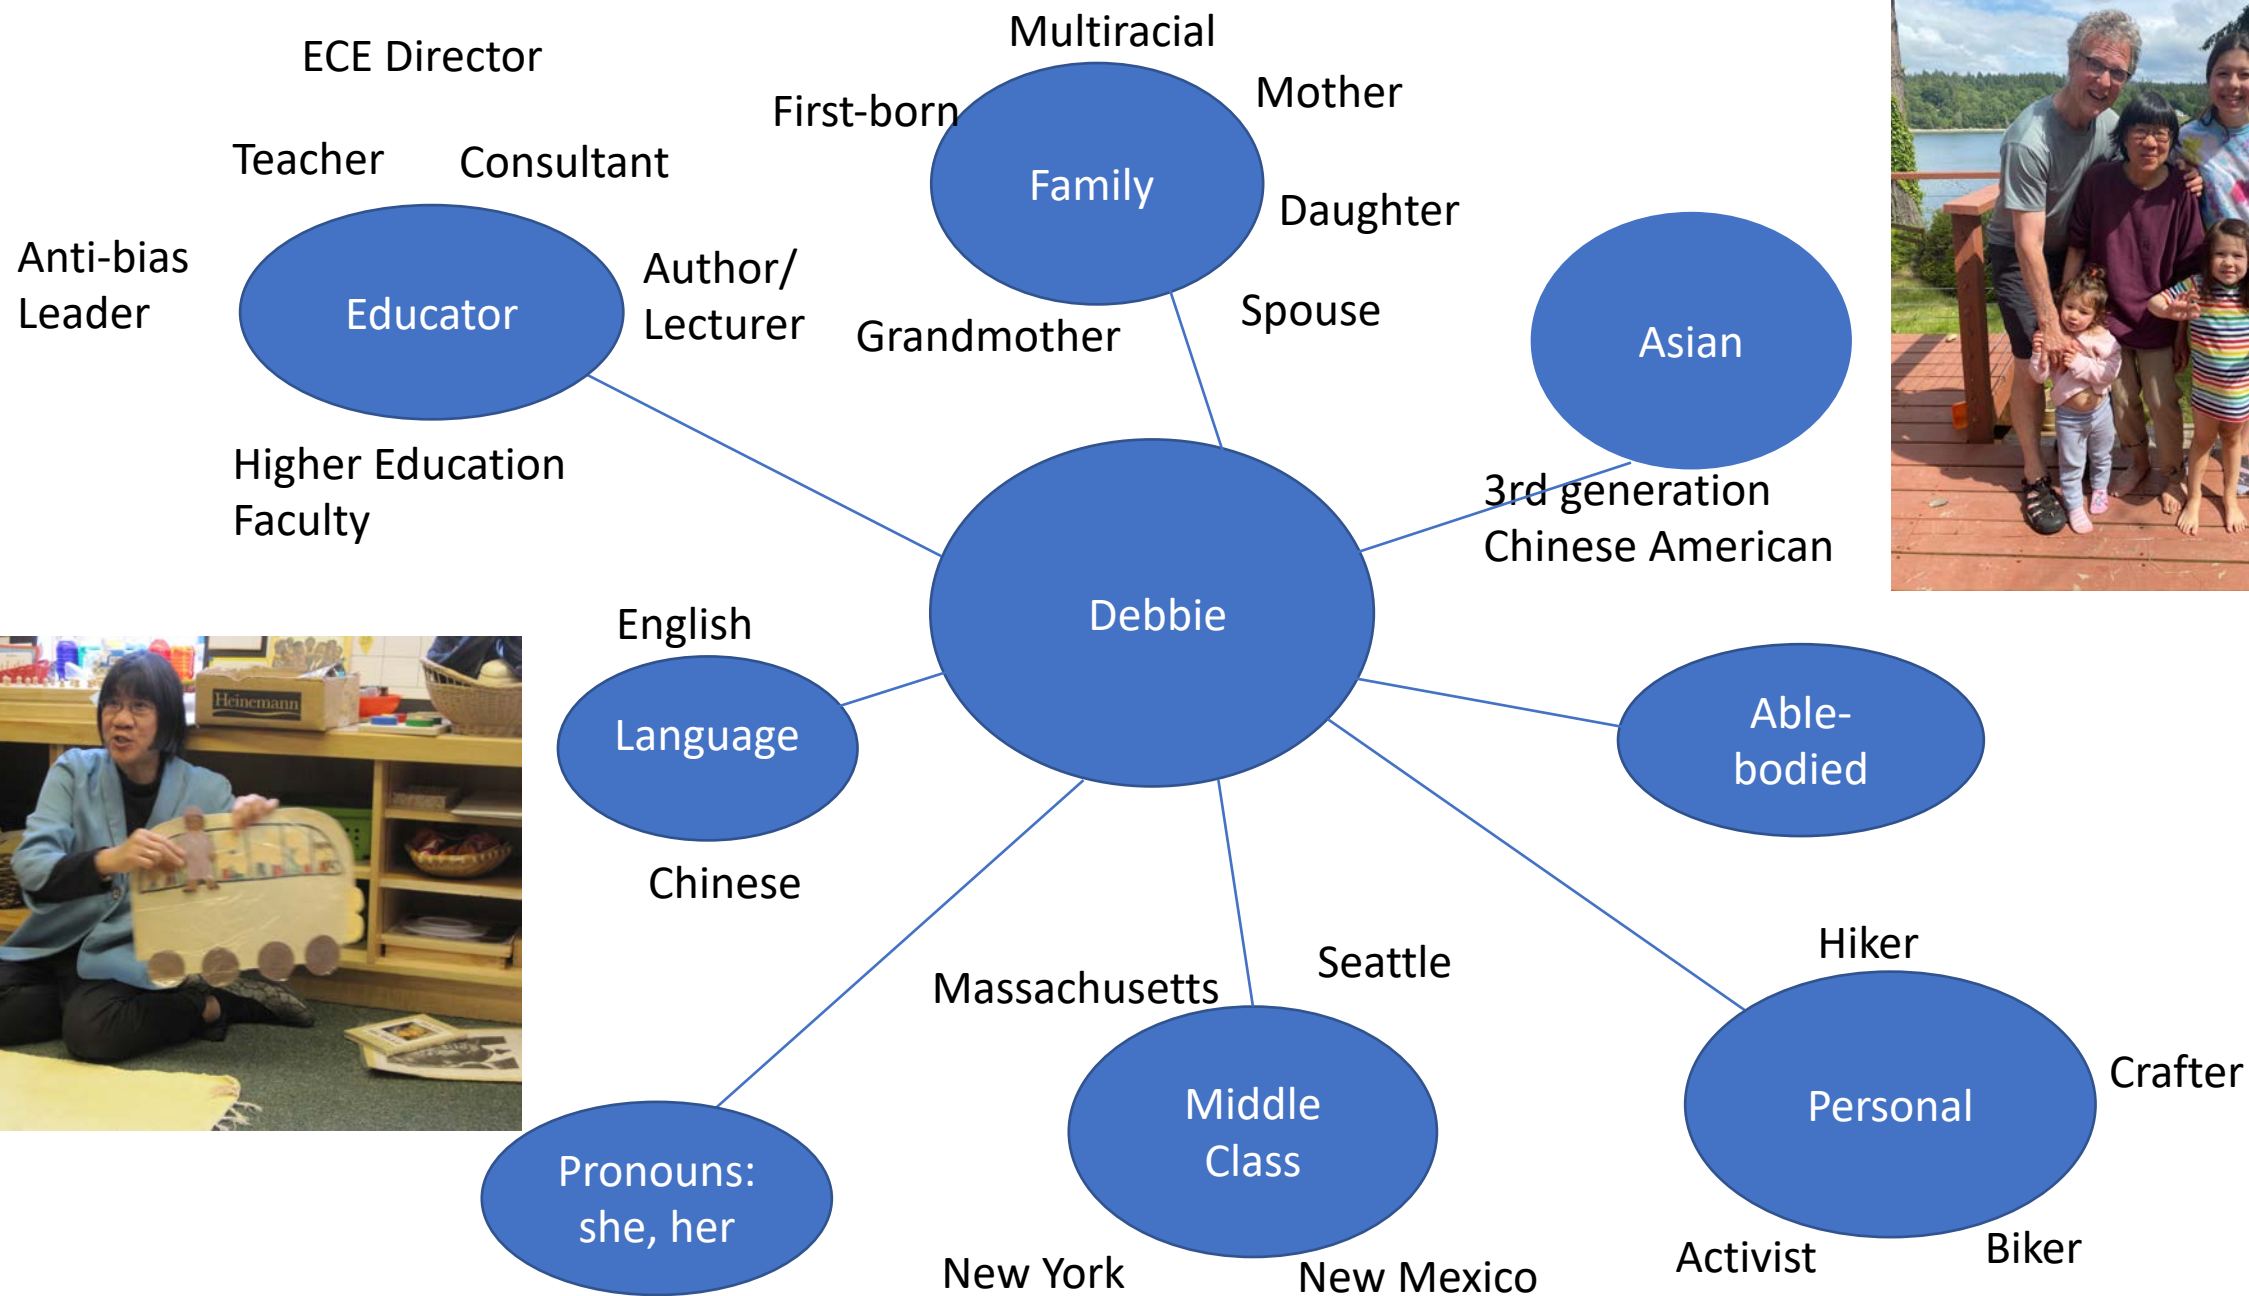 ECE Director
Teacher
Consultant
Anti-bias
Leader
Educator
Author/
Lecturer
Higher Education
Faculty
Multiracial
First-born
Mother
Family
Daughter
Grandmother
Spouse
Asian
3rd generation
Chinese American
Debbie
English
Language
Chinese
Heinemann
Able-
bodied
Pronouns:
she, her
Massachusetts
Seattle
Middle
Class
New York
New Mexico
Hiker
Personal
Crafter
Activist
Biker